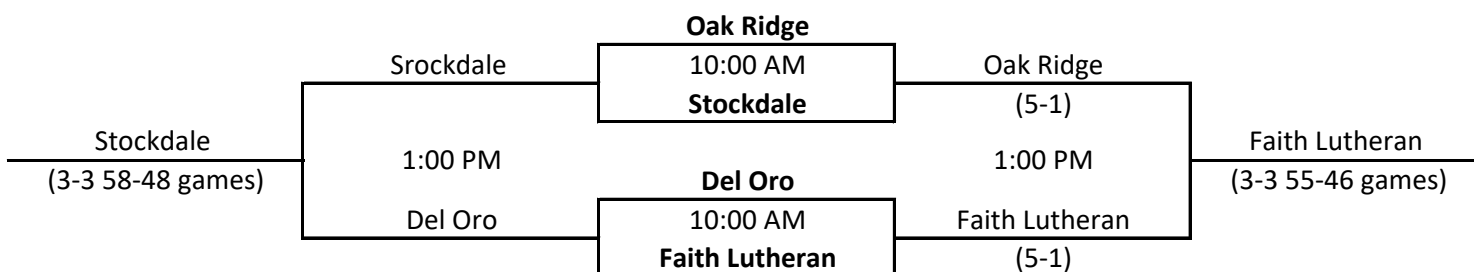 Oak Ridge
Srockdale 10:00 AM Oak Ridge
Stockdale (5-1)
Stockdale Faith Lutheran
1:00 PM 1:00 PM
(3-3 58-48 games) Del Oro (3-3 55-46 games)
Del Oro 10:00 AM Faith Lutheran
Faith Lutheran (5-1)